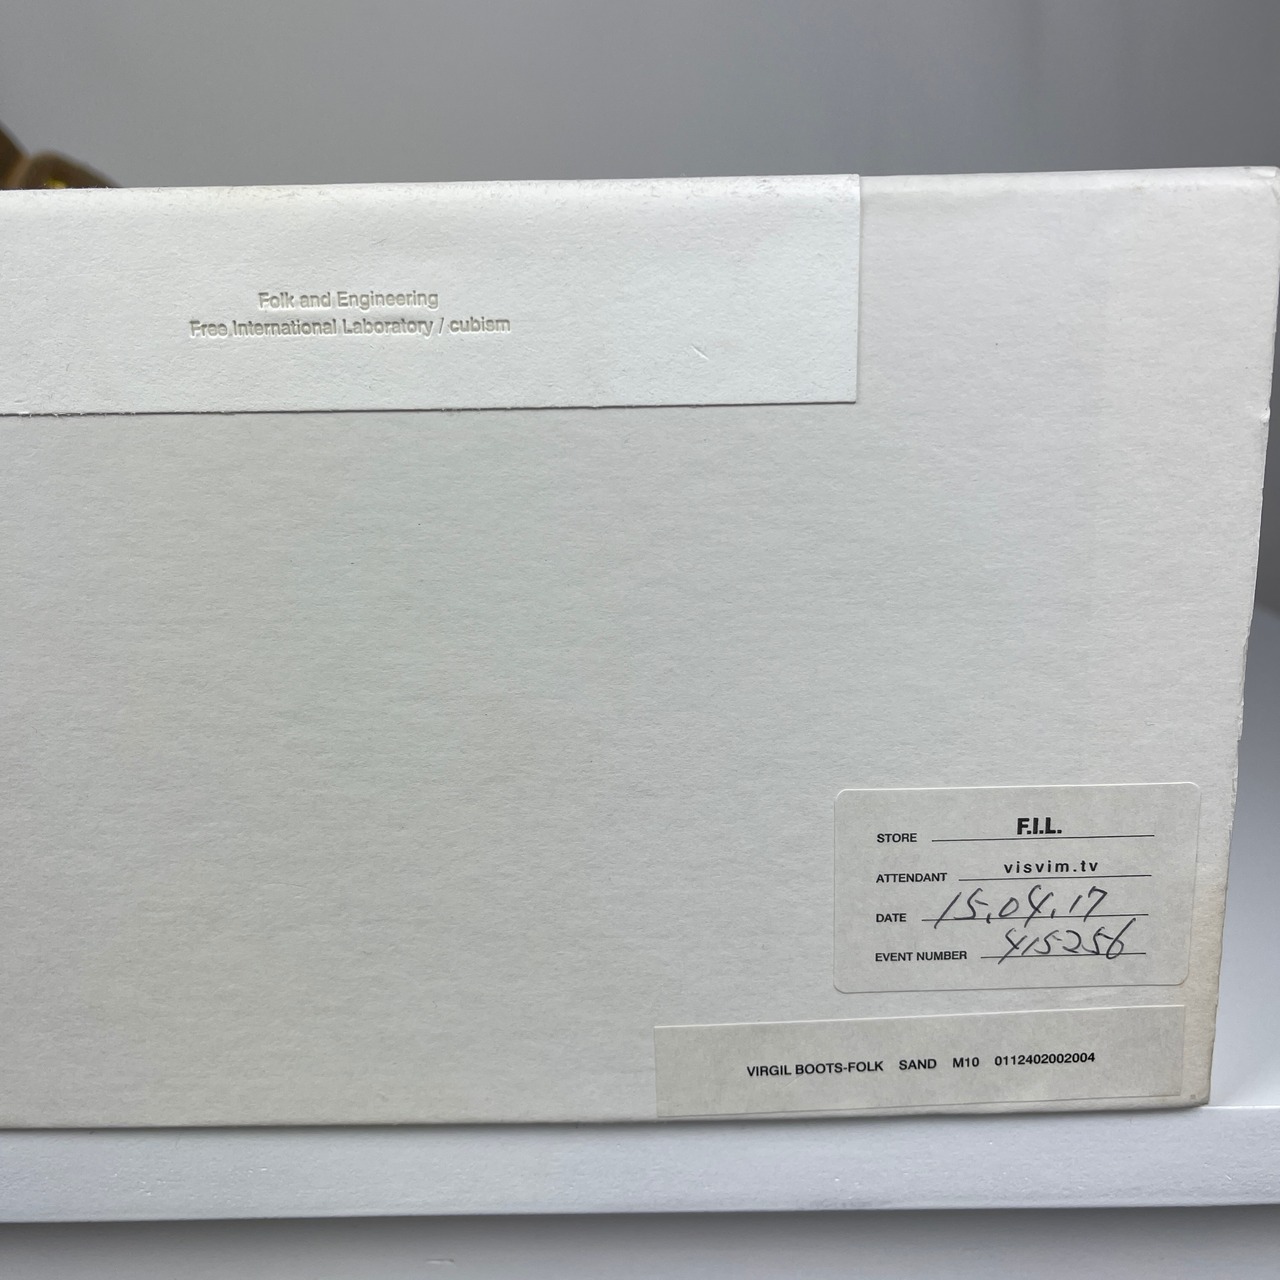 Folk and Engineering
Free International Laboratory / cubism
STORE F.I.L.
ATTENDANT visvim.tv
DATE 15.04.17
EVENT NUMBER 415256
VIRGIL BOOTS-FOLK SAND M10 0112402002004